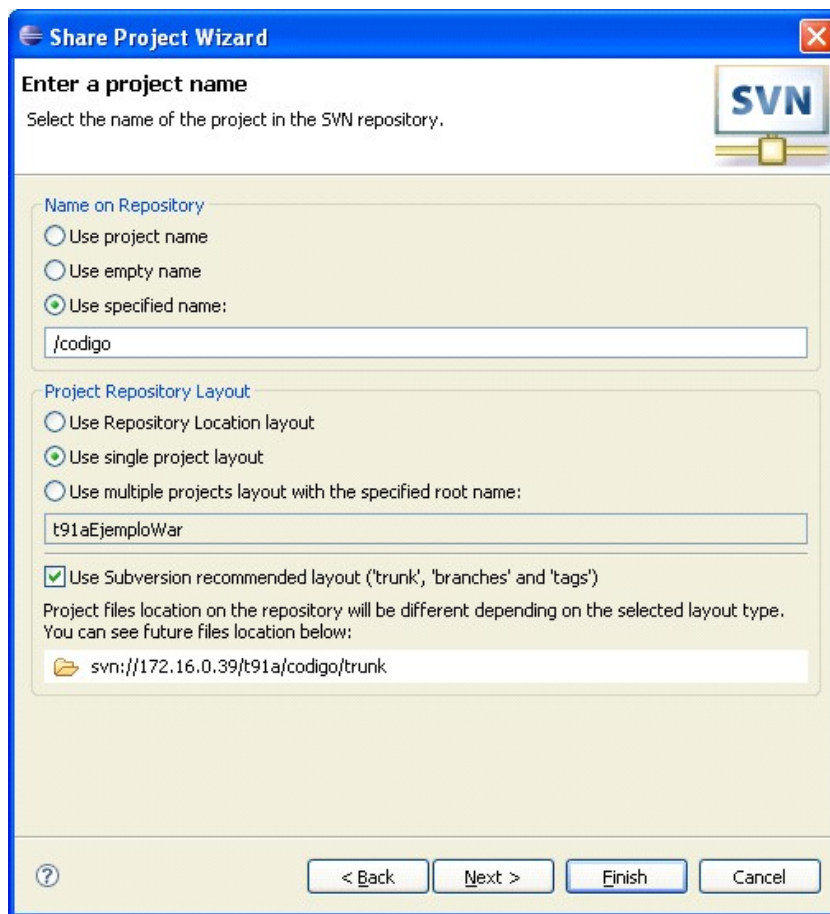 Share Project Wizard
Enter a project name
Select the name of the project in the SVN repository.
SVN
Name on Repository
Use project name
Use empty name
Use specified name:
/codigo
Project Repository Layout
Use Repository Location layout
Use single project layout
Use multiple projects layout with the specified root name:
t91aEjemploWar
Use Subversion recommended layout ('trunk', 'branches' and 'tags')
Project files location on the repository will be different depending on the selected layout type.
You can see future files location below:
svn://172.16.0.39/t91a/codigo/trunk
?
< Back
Next >
Finish
Cancel